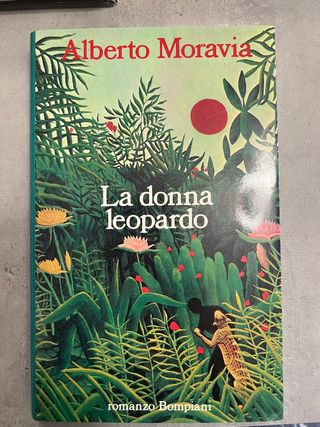 Alberto Moravia
La donna
leopardo
romanzo Bompiani